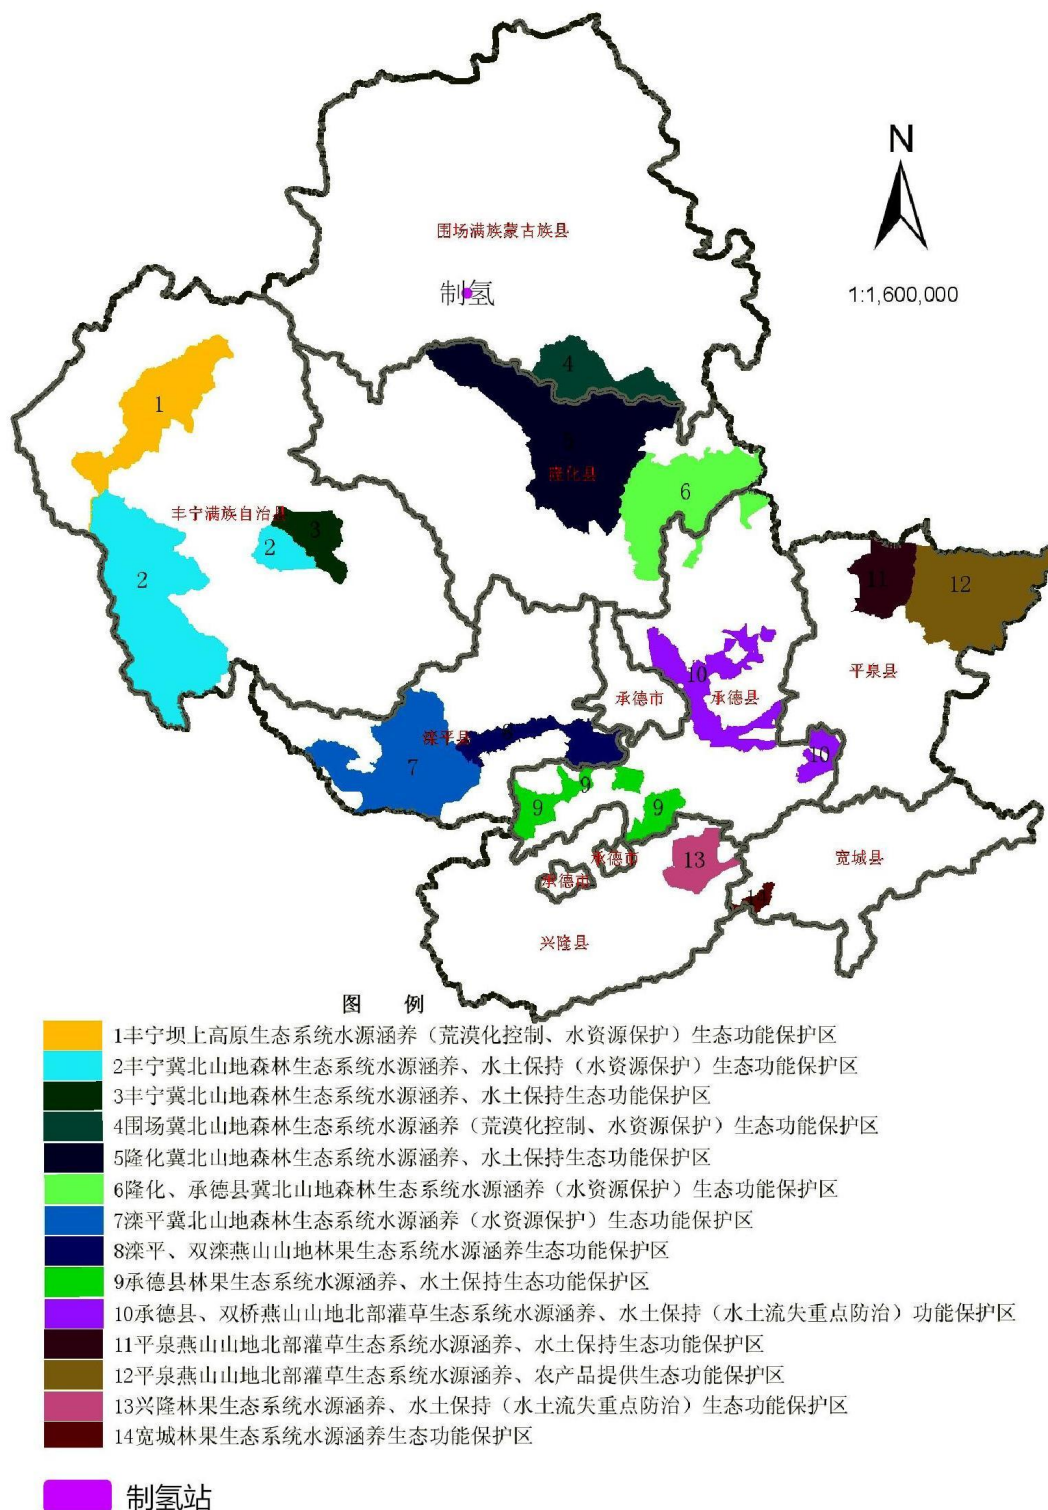 N
围场满族蒙古族县
制氢
1:1,600,000
4
1
5
隆化县
6
丰宁满族自治县
3
2
2
11
12
10
平泉县
承德市
承德县
滦平县
8
7
10
9
9
9
承德市
13
宽城县
承德市
14
兴隆县
图 例
1丰宁坝上高原生态系统水源涵养（荒漠化控制、水资源保护）生态功能保护区
2丰宁冀北山地森林生态系统水源涵养、水土保持（水资源保护）生态功能保护区
3丰宁冀北山地森林生态系统水源涵养、水土保持生态功能保护区
4围场冀北山地森林生态系统水源涵养（荒漠化控制、水资源保护）生态功能保护区
5隆化冀北山地森林生态系统水源涵养、水土保持生态功能保护区
6隆化、承德县冀北山地森林生态系统水源涵养（水资源保护）生态功能保护区
7滦平冀北山地森林生态系统水源涵养（水资源保护）生态功能保护区
8滦平、双滦燕山山地林果生态系统水源涵养生态功能保护区
9承德县林果生态系统水源涵养、水土保持生态功能保护区
10承德县、双桥燕山山地北部灌草生态系统水源涵养、水土保持（水土流失重点防治）功能保护区
11平泉燕山山地北部灌草生态系统水源涵养、水土保持生态功能保护区
12平泉燕山山地北部灌草生态系统水源涵养、农产品提供生态功能保护区
13兴隆林果生态系统水源涵养、水土保持（水土流失重点防治）生态功能保护区
14宽城林果生态系统水源涵养生态功能保护区
制氢站